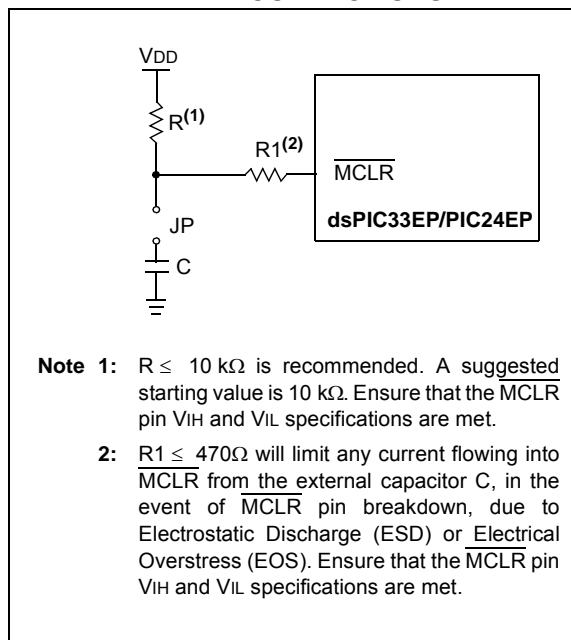 VDD
R(1)
R1(2)
MCLR
dsPIC33EP/PIC24EP
JP
C
Note 1: R ≤ 10 kΩ is recommended. A suggested
starting value is 10 kΩ. Ensure that the MCLR
pin VIH and VIL specifications are met.
2: R1 ≤ 470Ω will limit any current flowing into
MCLR from the external capacitor C, in the
event of MCLR pin breakdown, due to
Electrostatic Discharge (ESD) or Electrical
Overstress (EOS). Ensure that the MCLR pin
VIH and VIL specifications are met.